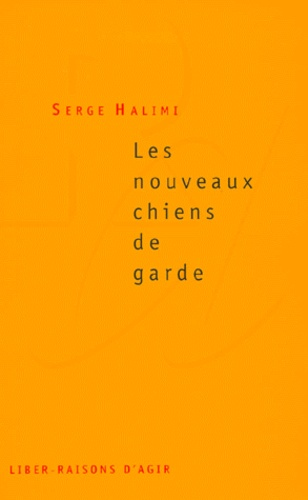 SERGE HALIMI
Les
nouveaux
chiens
de
garde
LIBER-RAISONS D'AGIR